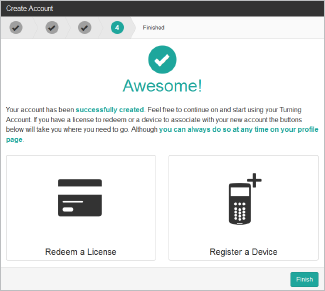 Create Account
4 Finished
Awesome!
Your account has been successfully created. Feel free to continue on and start using your Turning
Account. If you have a license to redeem or a device to associate with your new account the buttons
below will take you where you need to go. Although you can always do so at any time on your profile
page.
Redeem a License
Register a Device
Finish